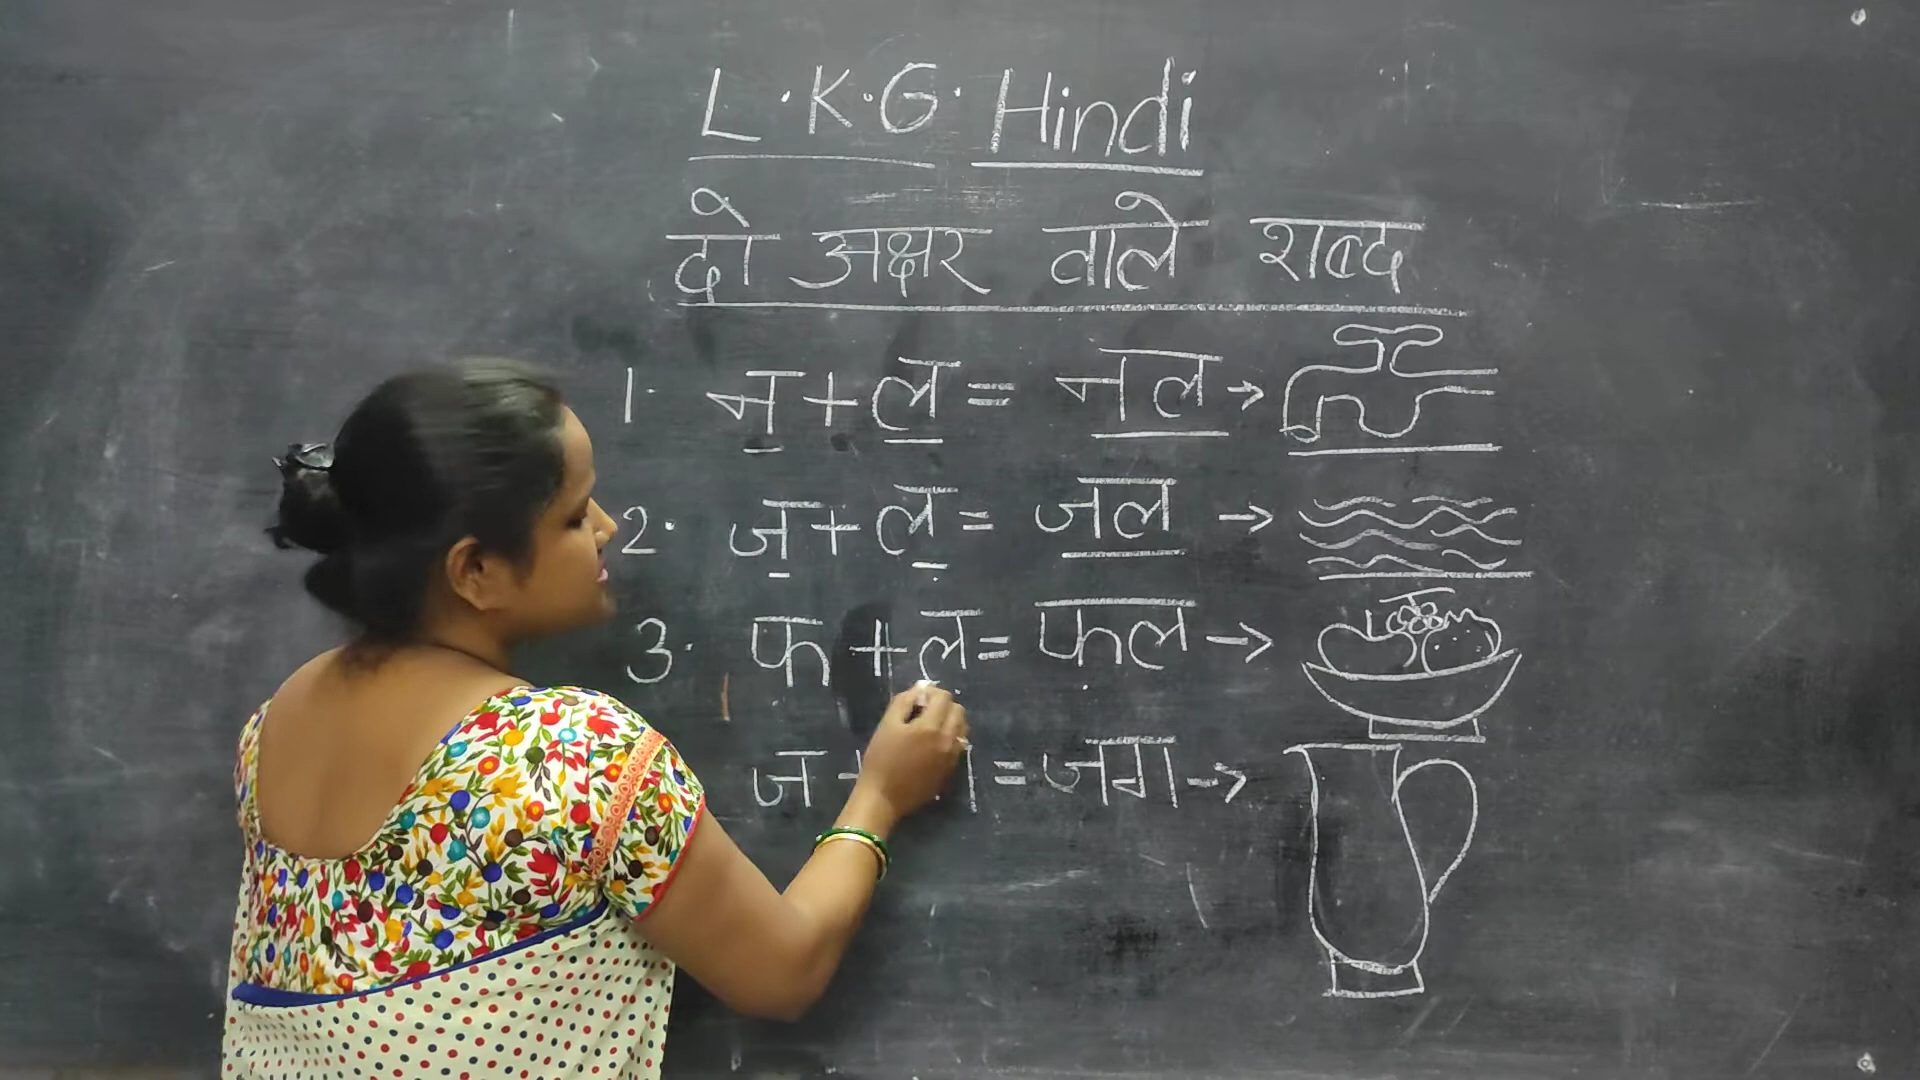 L.K.G. Hindi
दो अक्षर वाले शब्द
1. न + ल = नल →
2. ज + ल = जल →
3. फ + ल = फल →
ज + = जग →